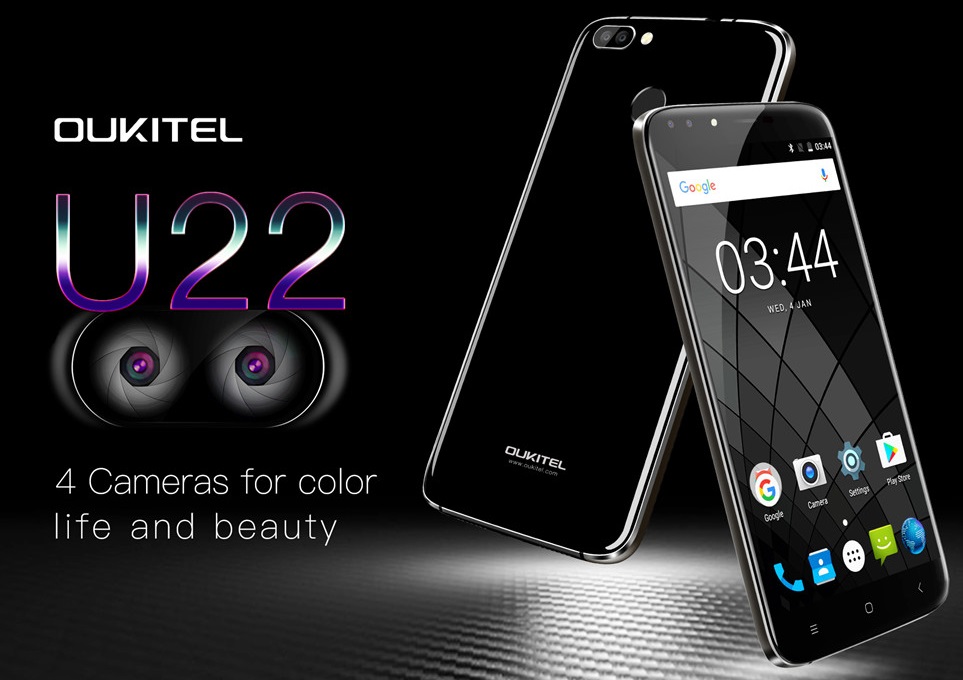 OUKITEL
U22
4 Cameras for color
life and beauty
OUKITEL
www.oukitel.com
03:44
Google
03:44
WED, 4 JAN
Google
Camera
Settings
Play Store